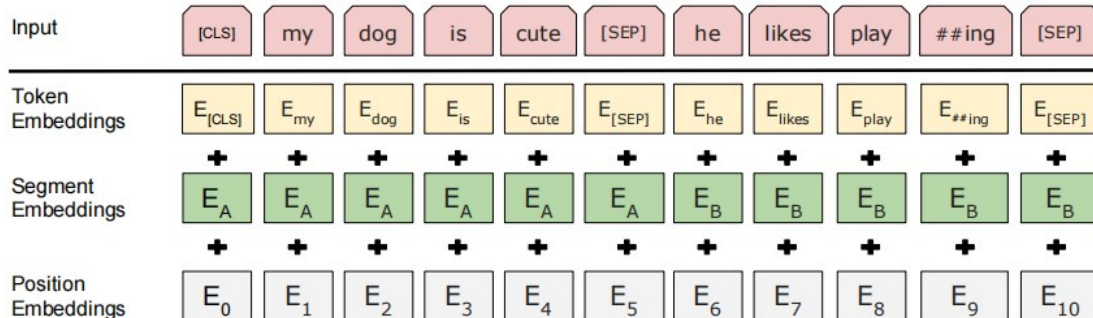 Input [CLS] my dog is cute [SEP] he likes play ##ing [SEP]
Token Embeddings E[CLS] Emy Edog Eis Ecute E[SEP] Ehe Elikes Eplay E##ing E[SEP]
+ + + + + + + + + + +
Segment Embeddings EA EA EA EA EA EA EB EB EB EB EB
+ + + + + + + + + + +
Position Embeddings E0 E1 E2 E3 E4 E5 E6 E7 E8 E9 E10